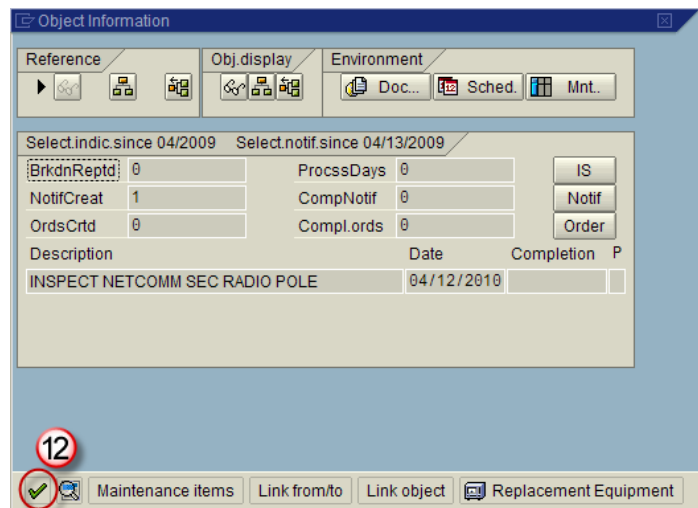 Object Information
Reference Obj.display Environment
Doc... 12 Sched. Mnt..
Select.indic.since 04/2009 Select.notif.since 04/13/2009
BrkdnReptd 0 ProcssDays 0 IS
NotifCreat 1 CompNotif 0 Notif
OrdsCrtd 0 Compl.ords 0 Order
Description Date Completion P
INSPECT NETCOMM SEC RADIO POLE 04/12/2010
12
Maintenance items Link from/to Link object Replacement Equipment